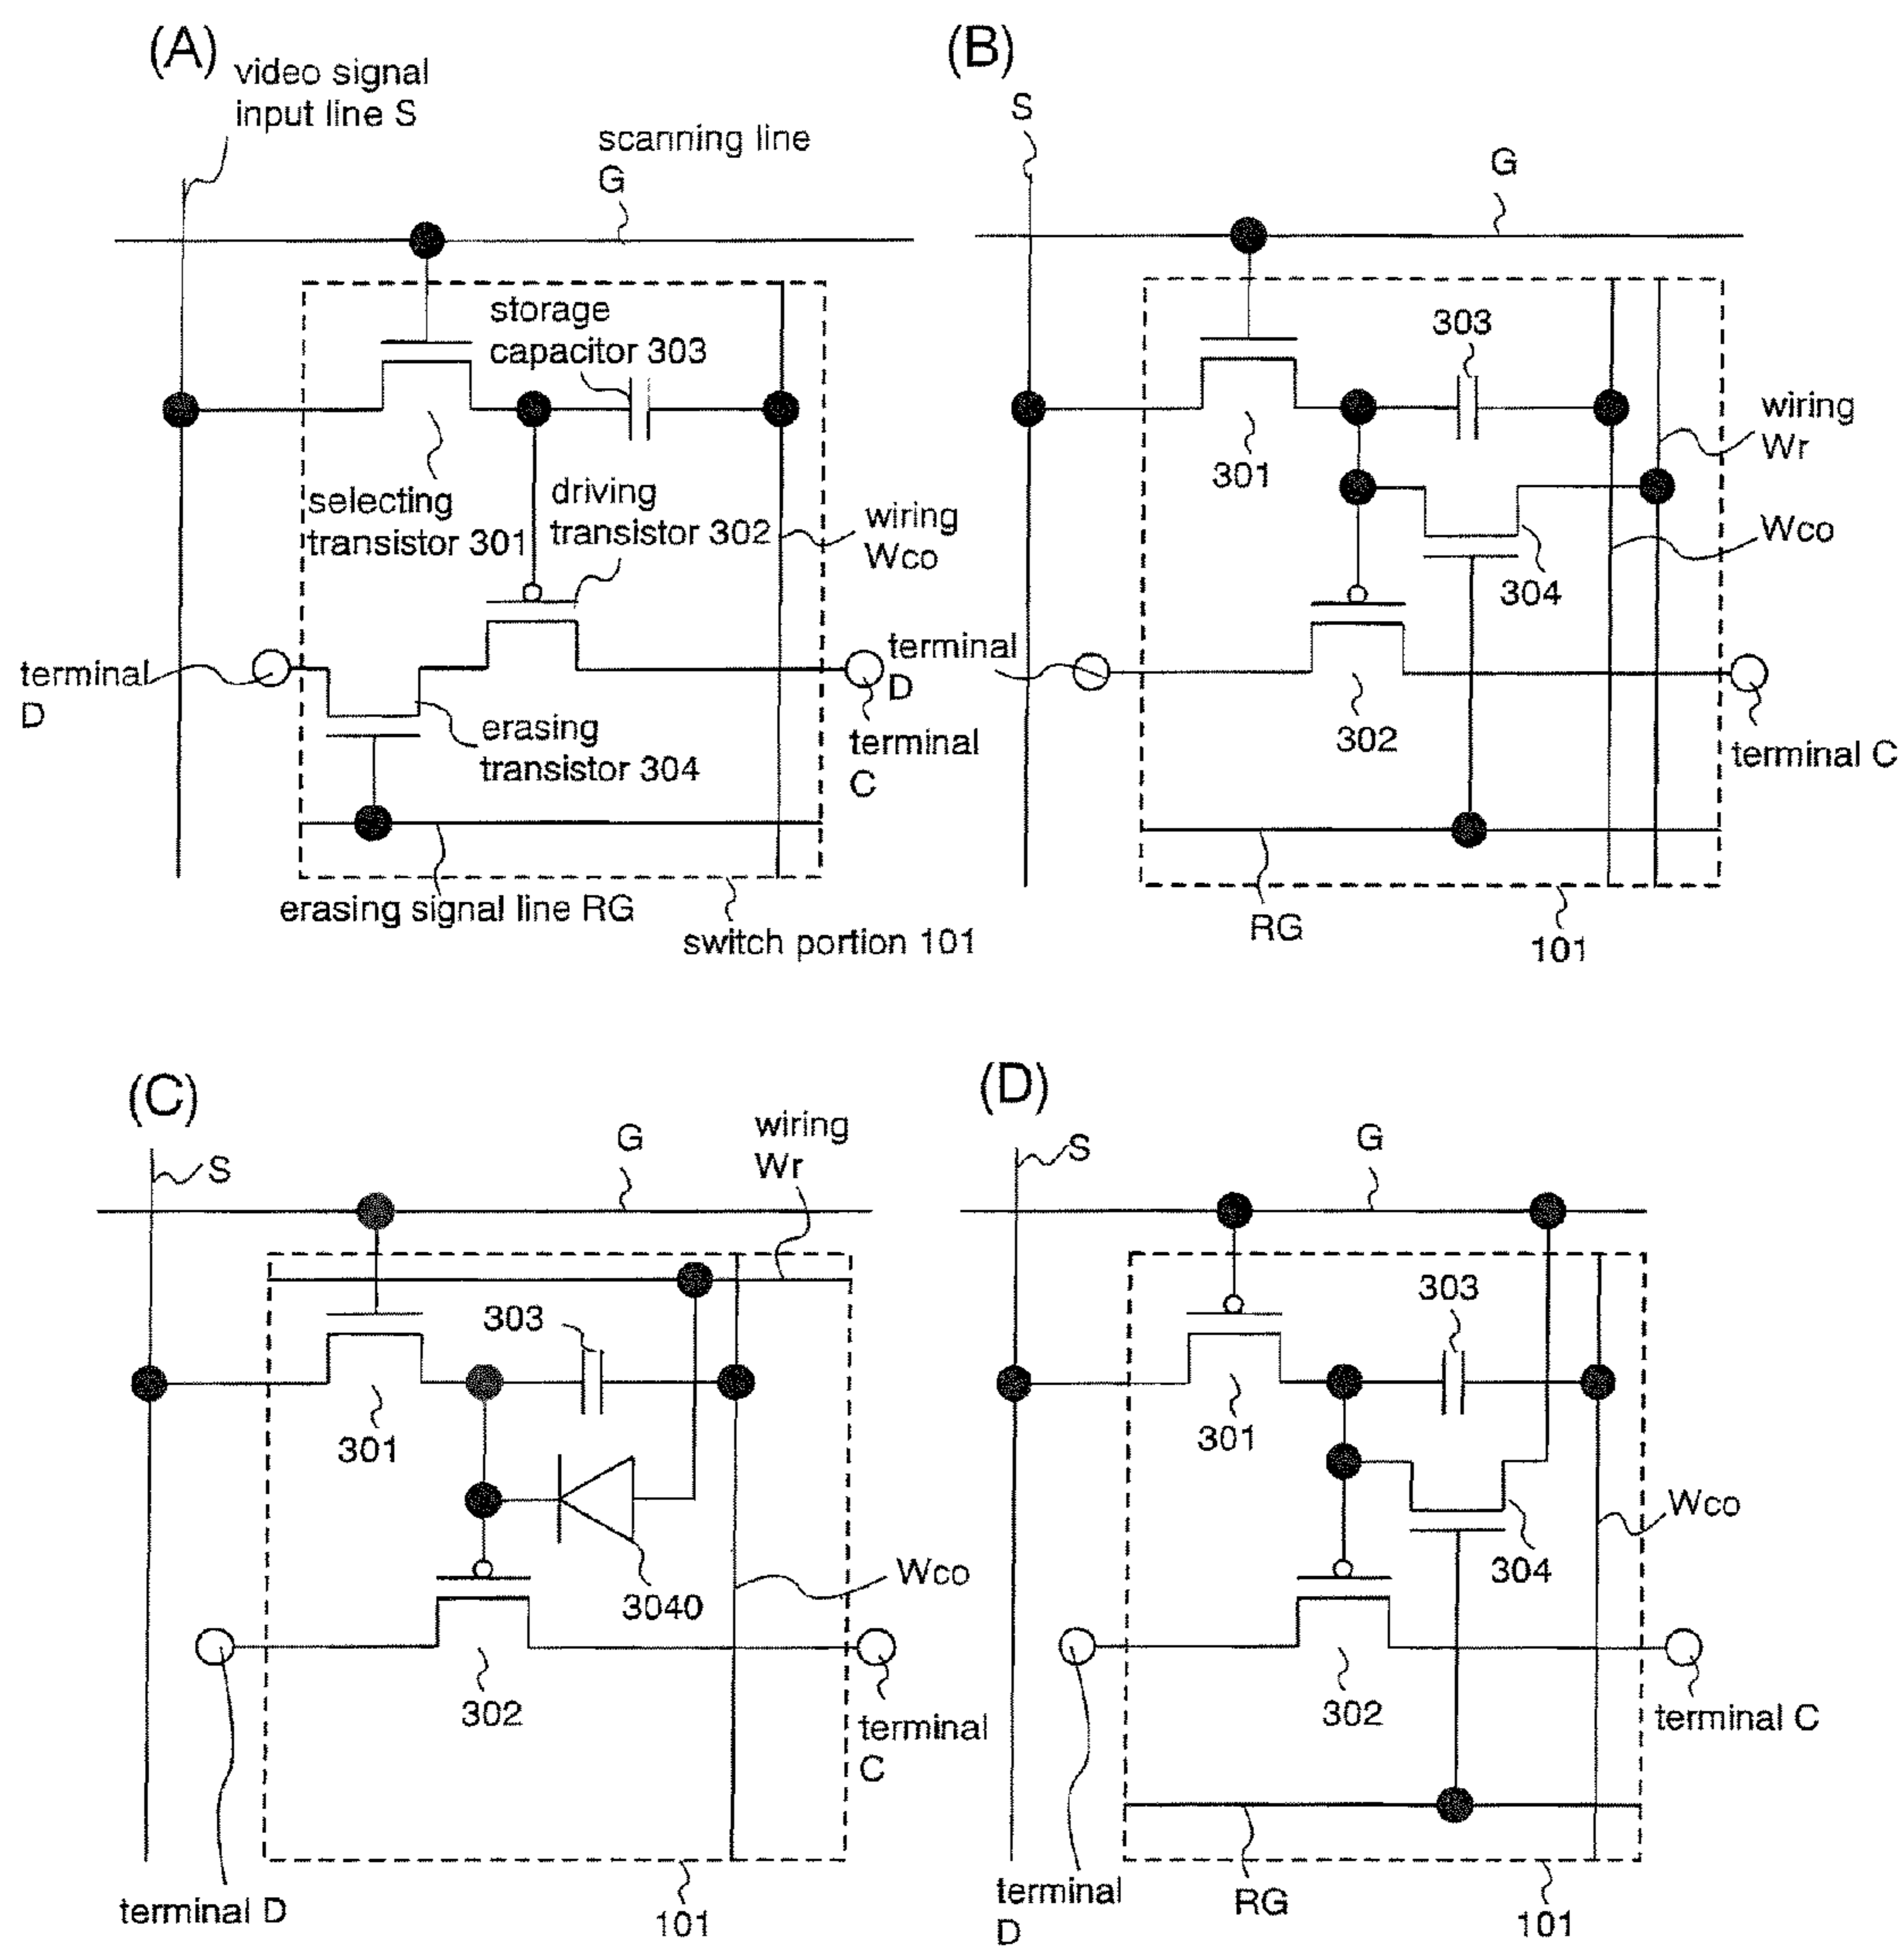 (A)
video signal
input line S
scanning line
G
storage
capacitor 303
selecting
transistor 301
driving
transistor 302
wiring
Wco
terminal
D
erasing
transistor 304
terminal
C
erasing signal line RG
switch portion 101
(B)
S
G
303
301
wiring
Wr
Wco
304
terminal
D
302
terminal C
RG
101
(C)
S
G
wiring
Wr
303
301
3040
Wco
302
terminal
C
terminal D
101
(D)
S
G
303
301
Wco
304
302
terminal C
terminal
D
RG
101